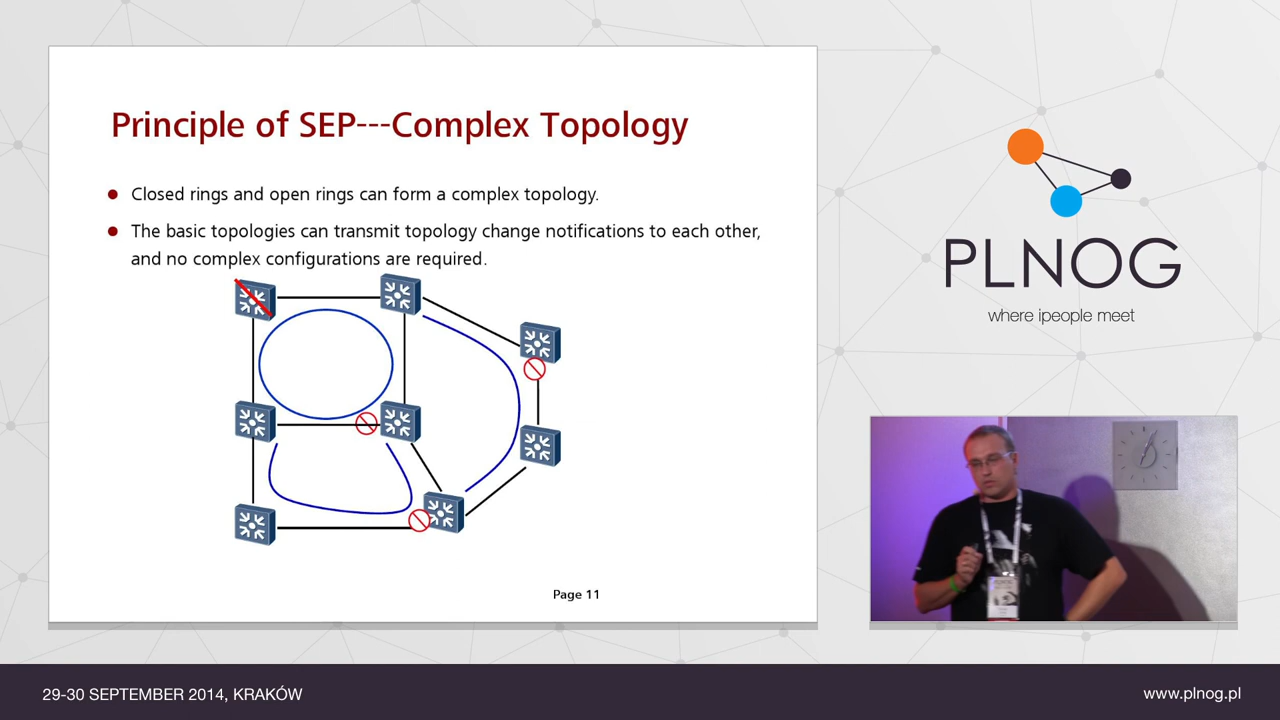 Principle of SEP---Complex Topology
Closed rings and open rings can form a complex topology.
The basic topologies can transmit topology change notifications to each other,
and no complex configurations are required.
Page 11
PLNOG
where ipeople meet
29-30 SEPTEMBER 2014, KRAKÓW
www.plnog.pl